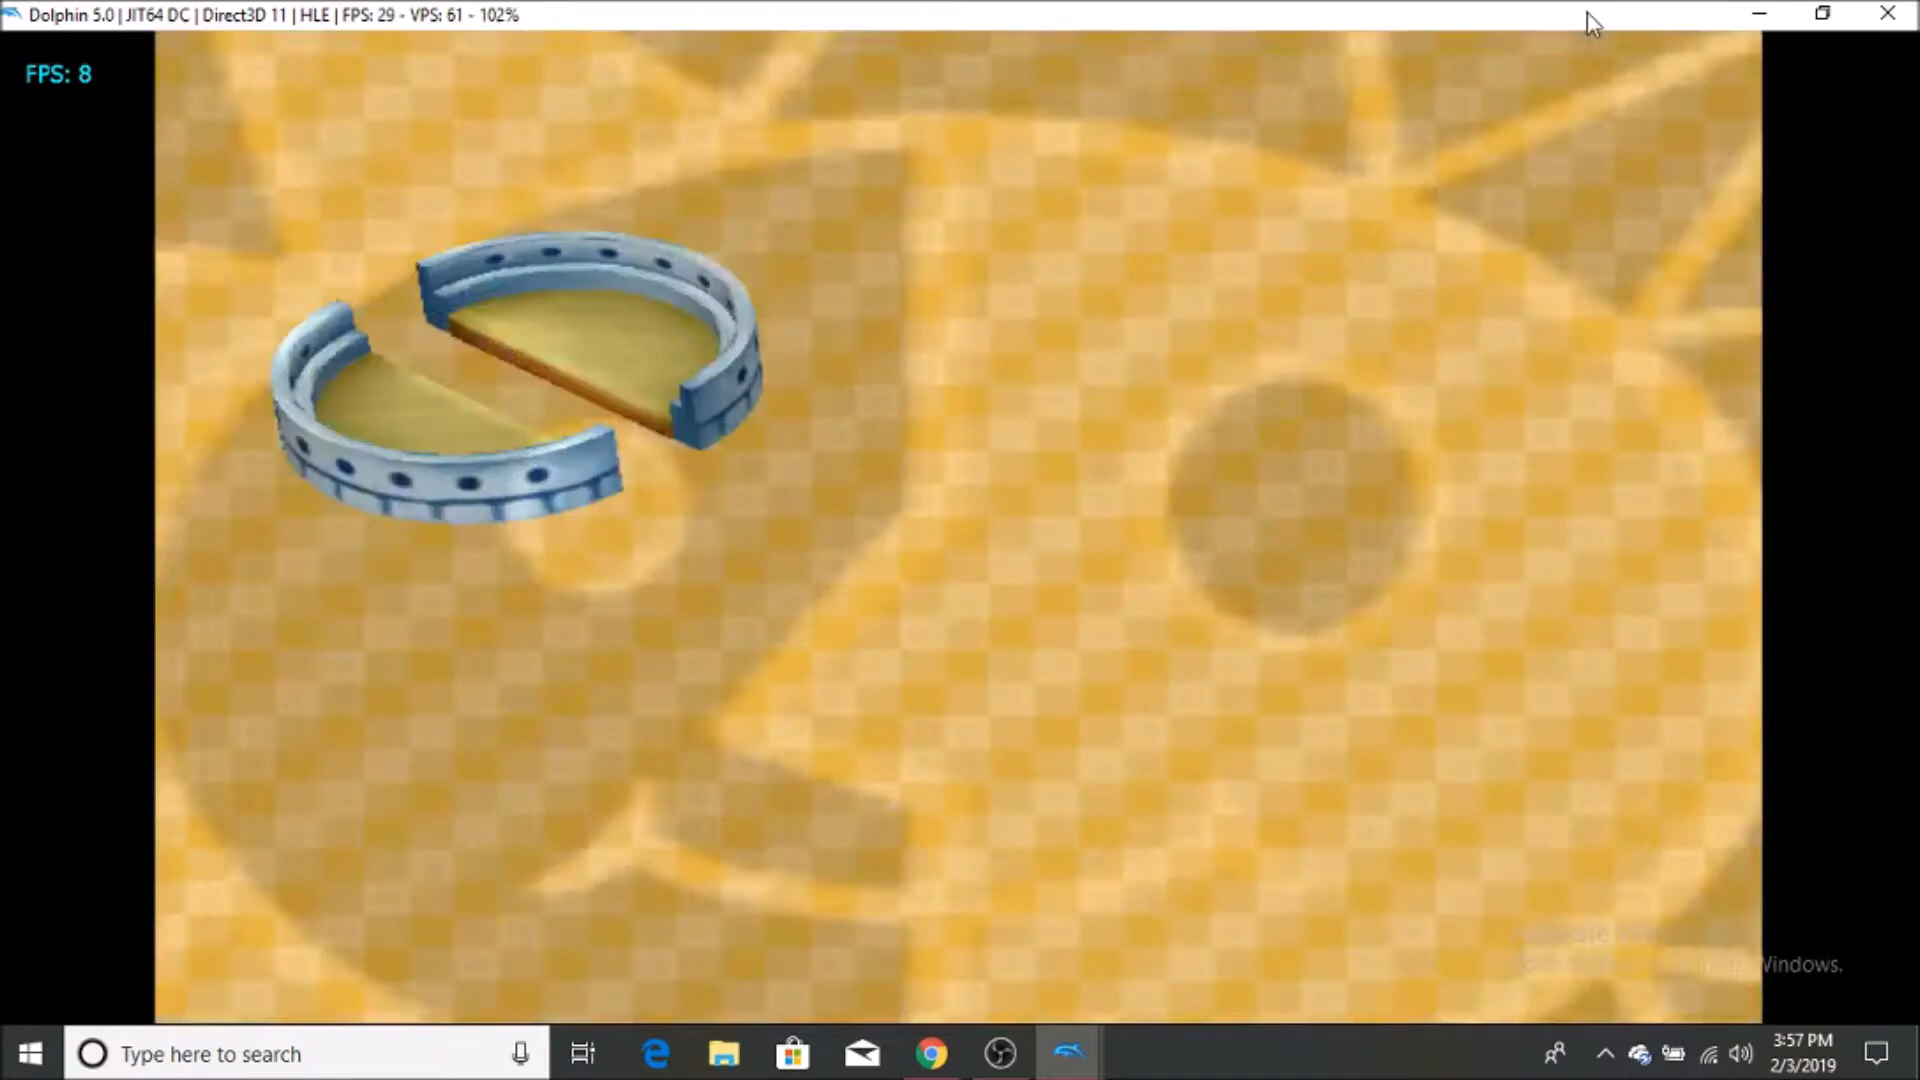 Dolphin 5.0 | JIT64 DC | Direct3D 11 | HLE | FPS: 29 - VPS: 61 - 102%
FPS: 8
Windows.
Type here to search
3:57 PM
2/3/2019